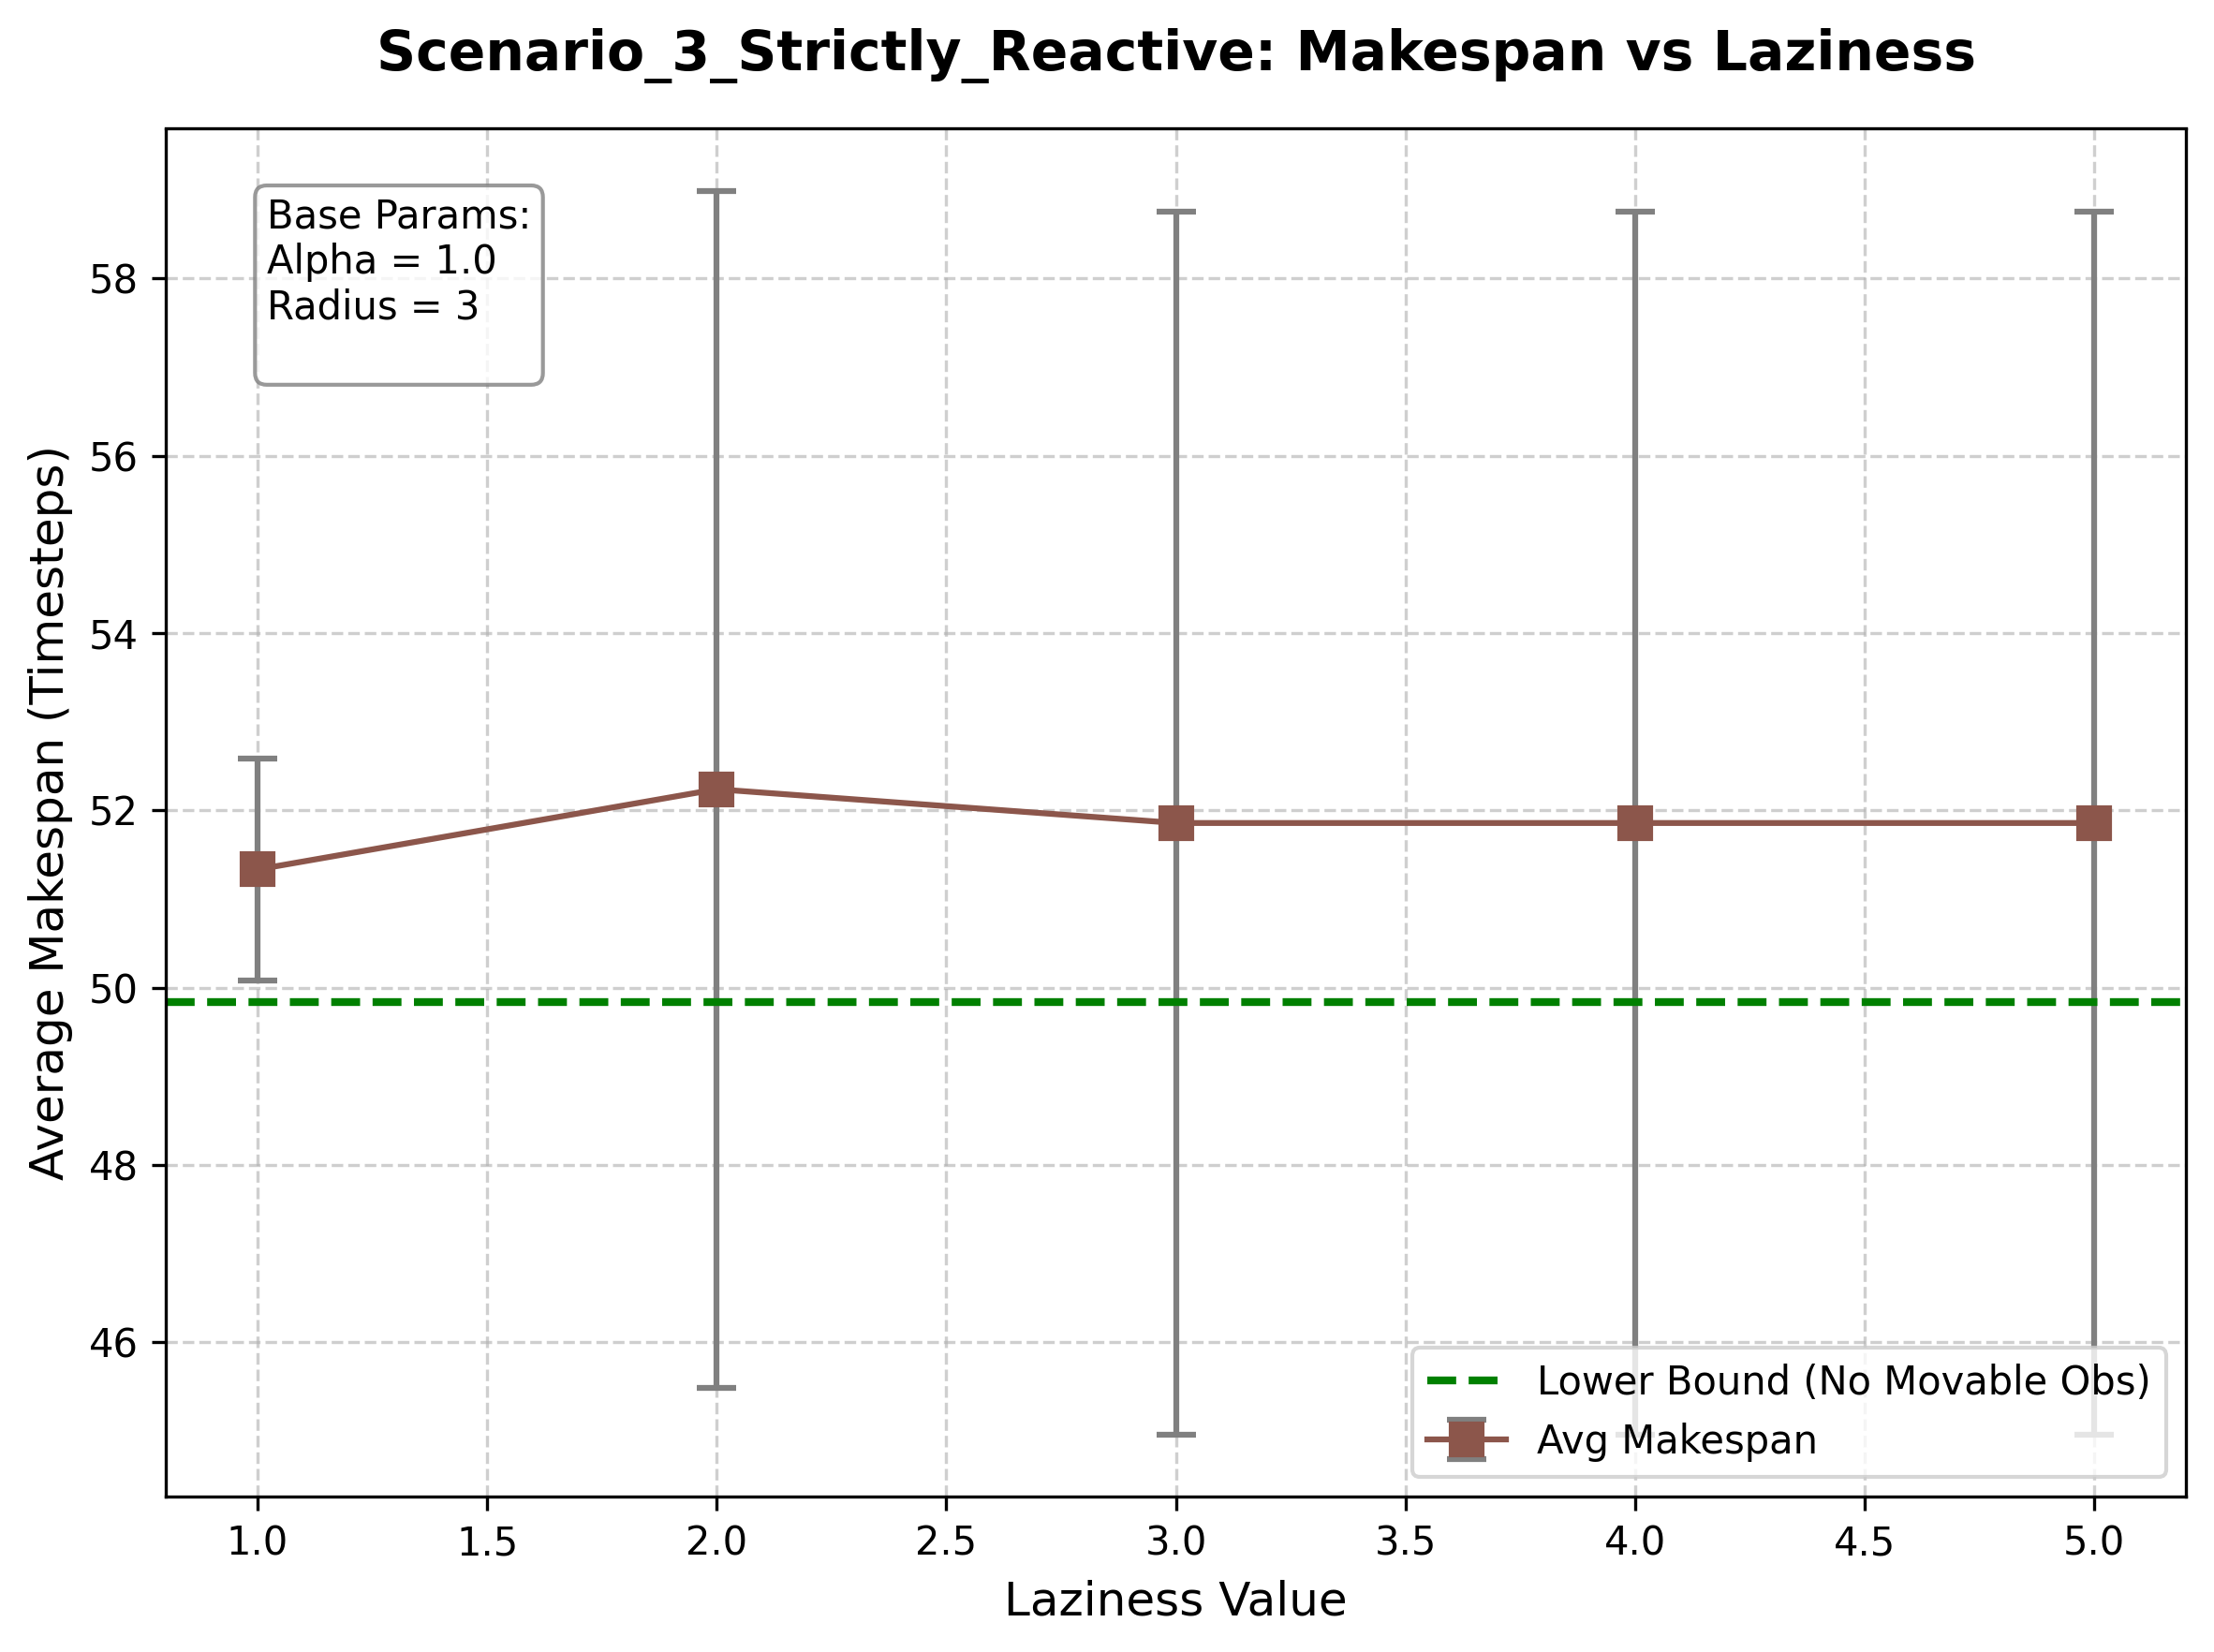 Scenario_3_Strictly_Reactive: Makespan vs Laziness
Base Params:
Alpha = 1.0
Radius = 3
Average Makespan (Timesteps)
58
56
54
52
50
48
46
Lower Bound (No Movable Obs)
Avg Makespan
1.0 1.5 2.0 2.5 3.0 3.5 4.0 4.5 5.0
Laziness Value